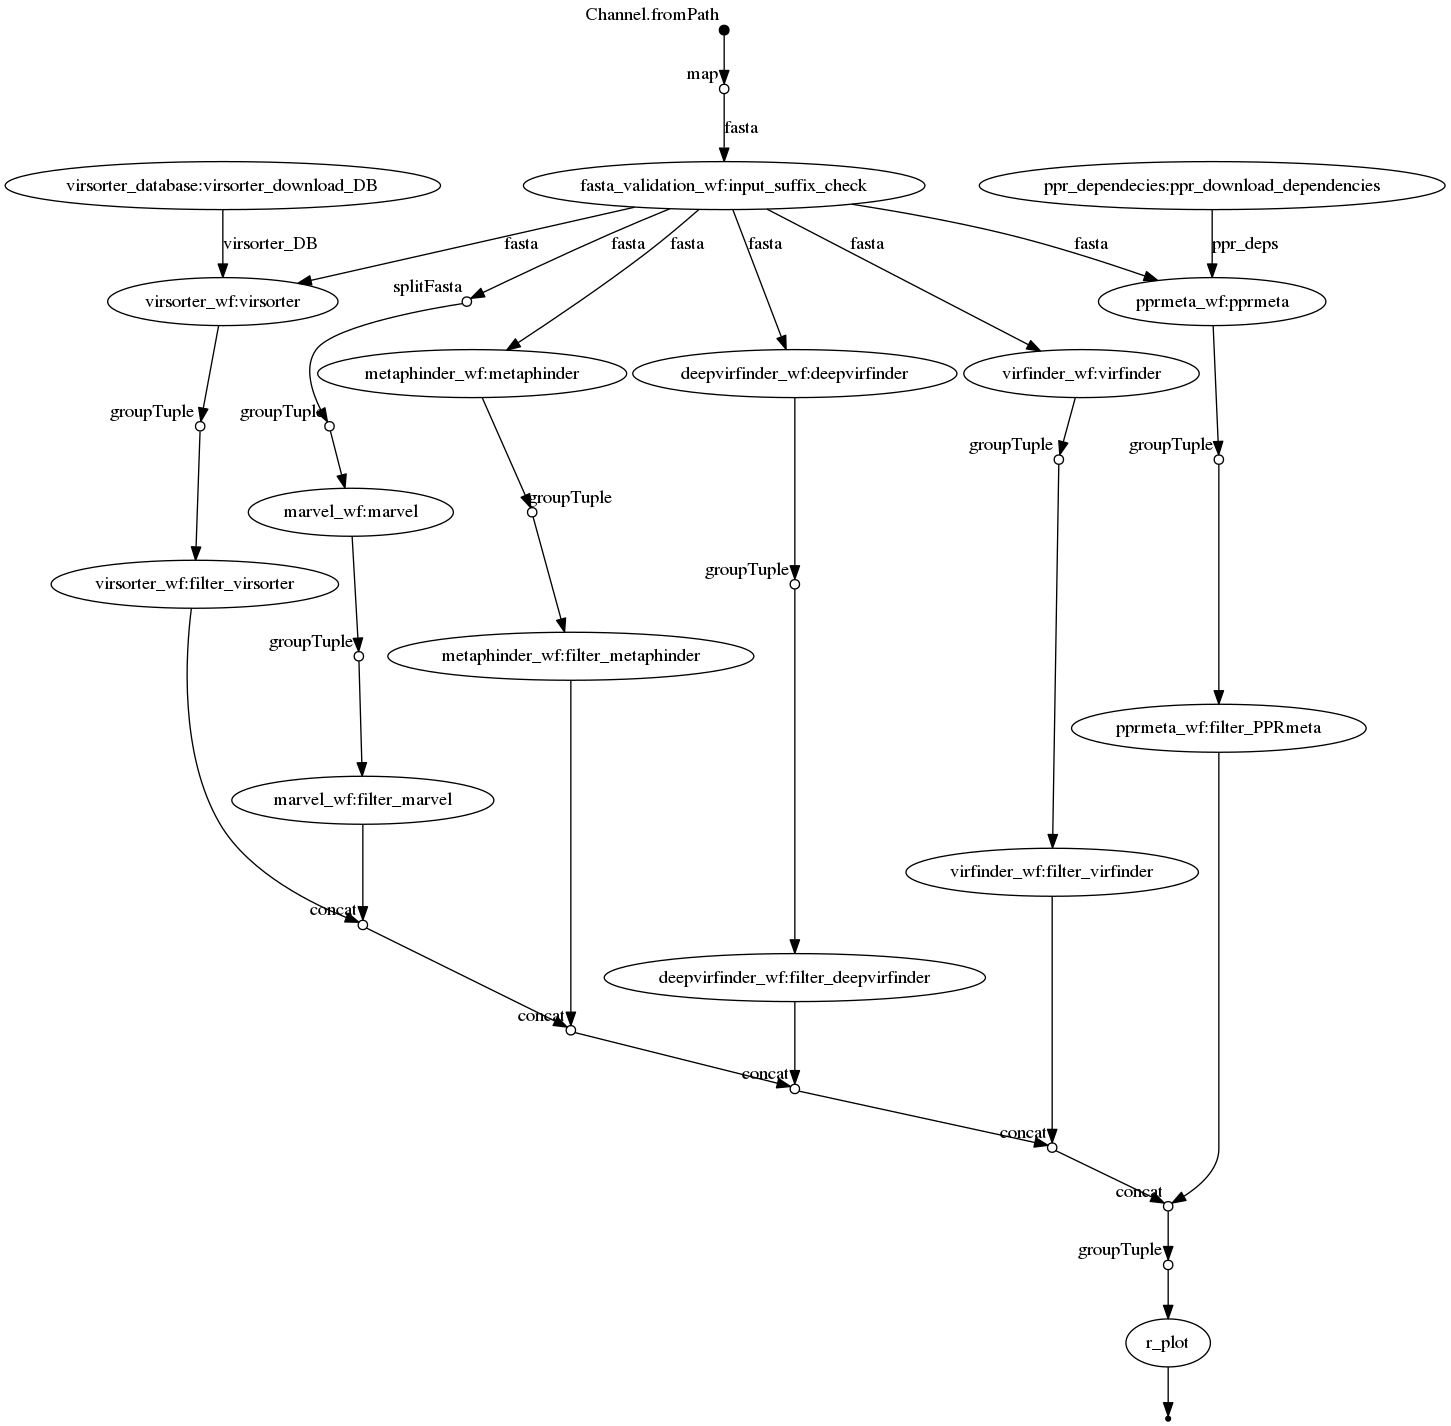 Channel.fromPath
map
fasta
virsorter_database:virsorter_download_DB
fasta_validation_wf:input_suffix_check
ppr_dependecies:ppr_download_dependencies
virsorter_DB
fasta
fasta
fasta
fasta
fasta
fasta
ppr_deps
splitFasta
virsorter_wf:virsorter
pprmeta_wf:pprmeta
metaphinder_wf:metaphinder
deepvirfinder_wf:deepvirfinder
virfinder_wf:virfinder
groupTuple
groupTuple
groupTuple
groupTuple
groupTuple
marvel_wf:marvel
groupTuple
virsorter_wf:filter_virsorter
groupTuple
metaphinder_wf:filter_metaphinder
pprmeta_wf:filter_PPRmeta
marvel_wf:filter_marvel
virfinder_wf:filter_virfinder
concat
deepvirfinder_wf:filter_deepvirfinder
concat
concat
concat
concat
groupTuple
r_plot